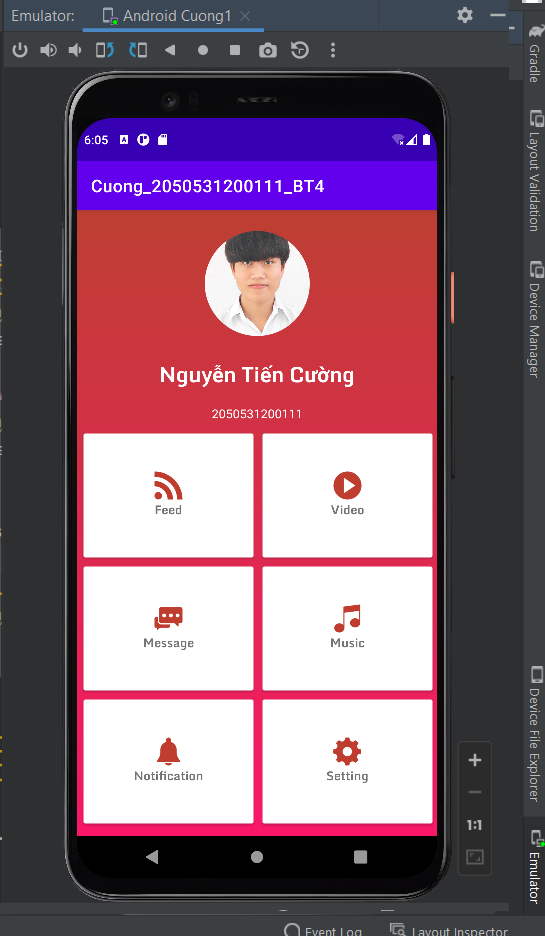 Emulator:
Android Cuong1
Gradle
Layout Validation
Device Manager
6:05
Cuong_2050531200111_BT4
Nguyễn Tiến Cường
2050531200111
Feed
Video
Message
Music
Notification
Setting
1:1
Device File Explorer
Emulator
Event Log
Layout Inspector